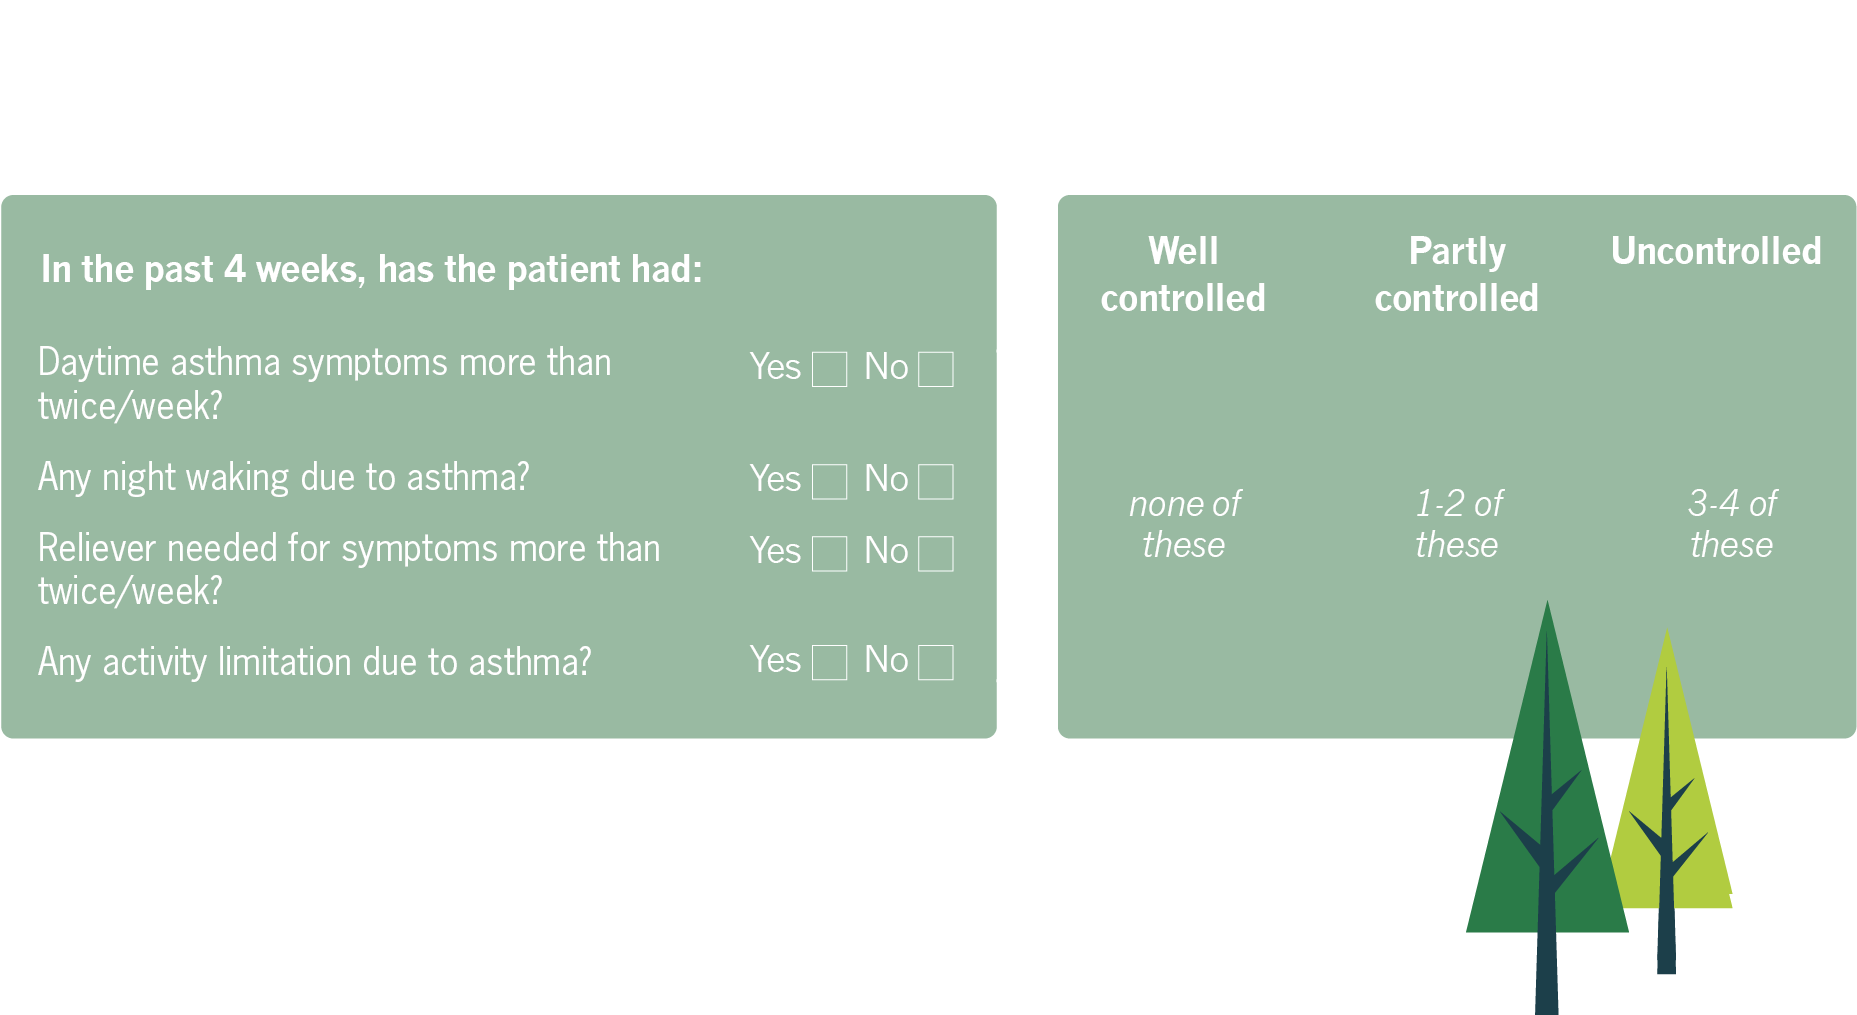 In the past 4 weeks, has the patient had:
Daytime asthma symptoms more than
twice/week?
Yes No
Any night waking due to asthma?
Yes No
Reliever needed for symptoms more than
twice/week?
Yes No
Any activity limitation due to asthma?
Yes No
Well
controlled
none of
these
Partly
controlled
1-2 of
these
Uncontrolled
3-4 of
these